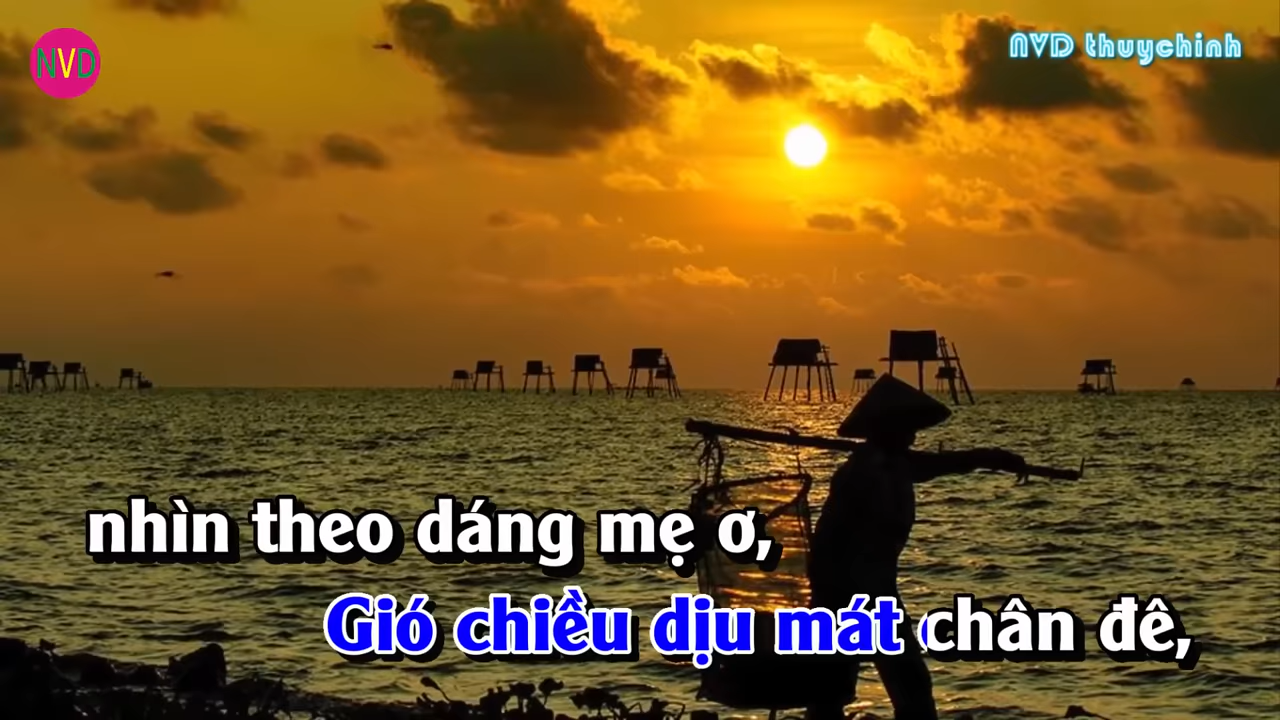 NVD
NVD thuychinh
nhìn theo dáng mẹ ơ,
Gió chiều dịu mát chân đê,